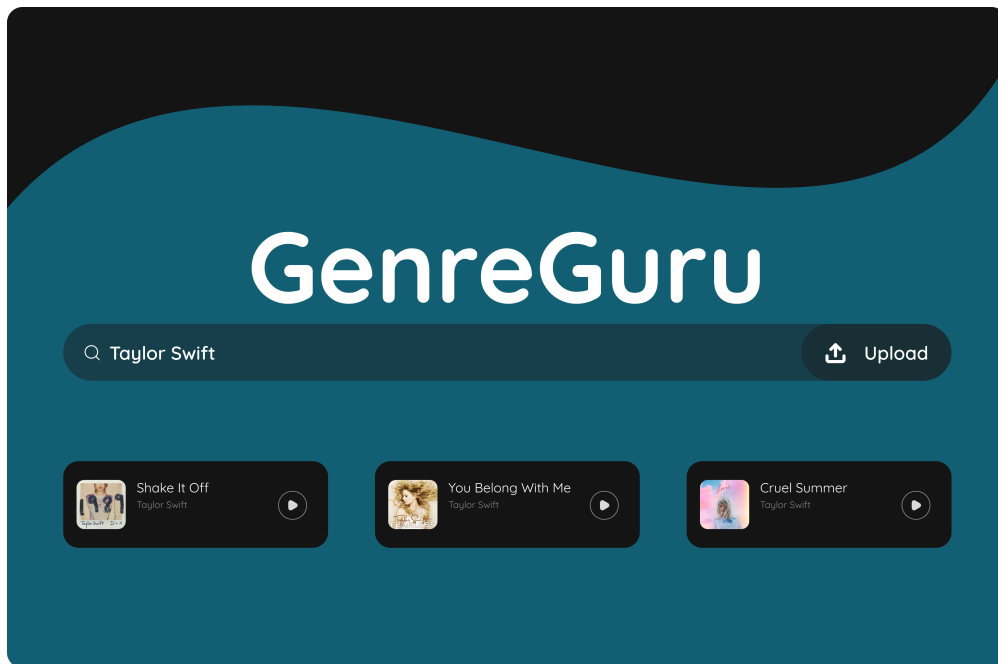 GenreGuru
Taylor Swift
Upload
Shake It Off
Taylor Swift
You Belong With Me
Taylor Swift
Cruel Summer
Taylor Swift
1989